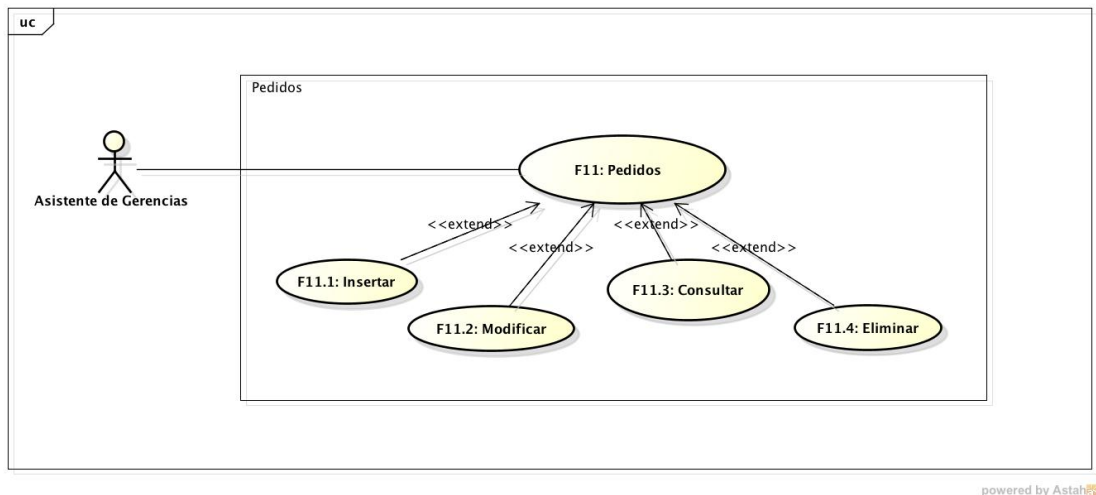 uc
Pedidos
F11: Pedidos
Asistente de Gerencias
<<extend>>
<<extend>>
<<extend>>
<<extend>>
F11.1: Insertar
F11.2: Modificar
F11.3: Consultar
F11.4: Eliminar
powered by Astah